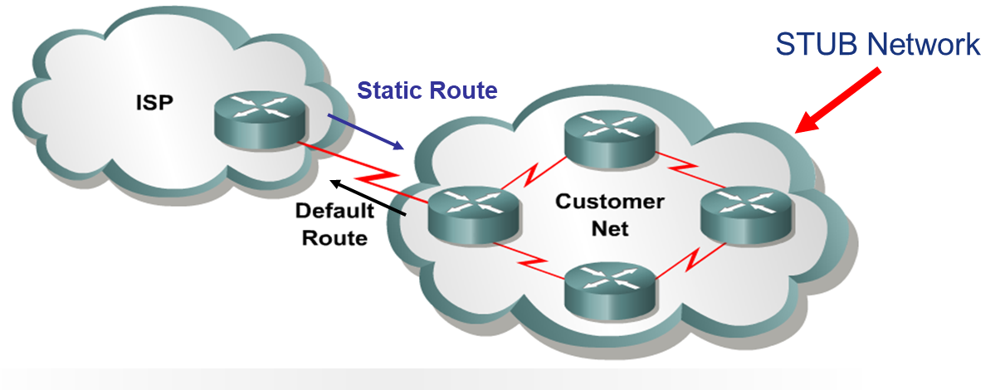 STUB Network
ISP
Static Route
Default
Route
Customer
Net